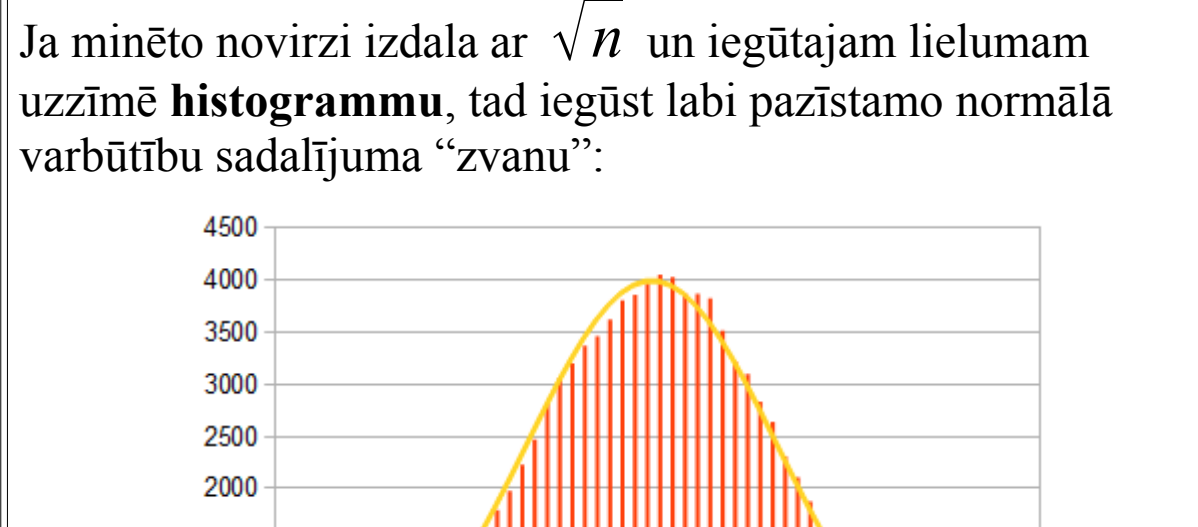 Ja minēto novirzi izdala ar √n un iegūtajam lielumam
uzzīmē histogrammu, tad iegūst labi pazīstamo normālā
varbūtību sadalījuma “zvanu”:
4500
4000
3500
3000
2500
2000